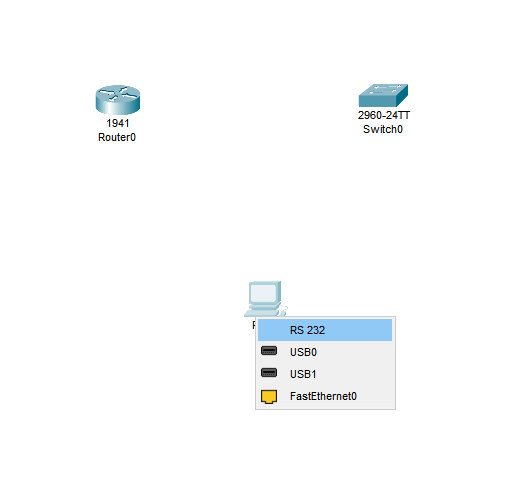 1941
Router0
2960-24TT
Switch0
RS 232
USB0
USB1
FastEthernet0